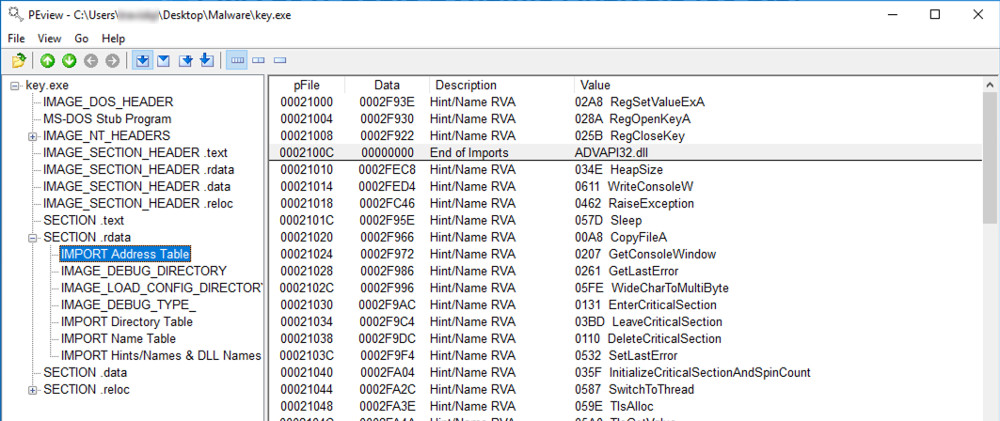 PEview - C:\Users\ \Desktop\Malware\key.exe
File View Go Help
key.exe
IMAGE_DOS_HEADER
MS-DOS Stub Program
IMAGE_NT_HEADERS
IMAGE_SECTION_HEADER .text
IMAGE_SECTION_HEADER .rdata
IMAGE_SECTION_HEADER .data
IMAGE_SECTION_HEADER .reloc
SECTION .text
SECTION .rdata
IMPORT Address Table
IMAGE_DEBUG_DIRECTORY
IMAGE_LOAD_CONFIG_DIRECTORY
IMAGE_DEBUG_TYPE_
IMPORT Directory Table
IMPORT Name Table
IMPORT Hints/Names & DLL Names
SECTION .data
SECTION .reloc
pFile Data Description Value
00021000 0002F93E Hint/Name RVA 02A8 RegSetValueExA
00021004 0002F930 Hint/Name RVA 028A RegOpenKeyA
00021008 0002F922 Hint/Name RVA 025B RegCloseKey
0002100C 00000000 End of Imports ADVAPI32.dll
00021010 0002FEC8 Hint/Name RVA 034E HeapSize
00021014 0002FED4 Hint/Name RVA 0611 WriteConsoleW
00021018 0002FC46 Hint/Name RVA 0462 RaiseException
0002101C 0002F95E Hint/Name RVA 057D Sleep
00021020 0002F966 Hint/Name RVA 00A8 CopyFileA
00021024 0002F972 Hint/Name RVA 0207 GetConsoleWindow
00021028 0002F986 Hint/Name RVA 0261 GetLastError
0002102C 0002F996 Hint/Name RVA 05FE WideCharToMultiByte
00021030 0002F9AC Hint/Name RVA 0131 EnterCriticalSection
00021034 0002F9C4 Hint/Name RVA 03BD LeaveCriticalSection
00021038 0002F9DC Hint/Name RVA 0110 DeleteCriticalSection
0002103C 0002F9F4 Hint/Name RVA 0532 SetLastError
00021040 0002FA04 Hint/Name RVA 035F InitializeCriticalSectionAndSpinCount
00021044 0002FA2C Hint/Name RVA 0587 SwitchToThread
00021048 0002FA3E Hint/Name RVA 059E TlsAlloc